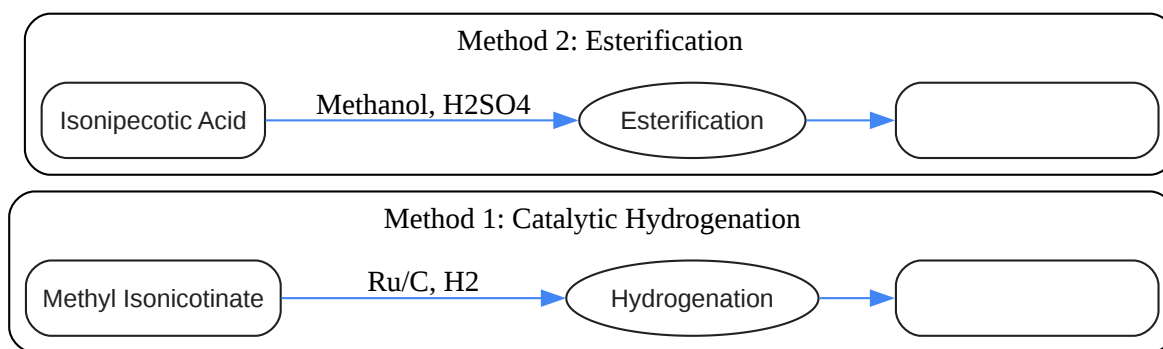 Method 2: Esterification
Isonipecotic Acid
Methanol, H2SO4
Esterification
Method 1: Catalytic Hydrogenation
Methyl Isonicotinate
Ru/C, H2
Hydrogenation